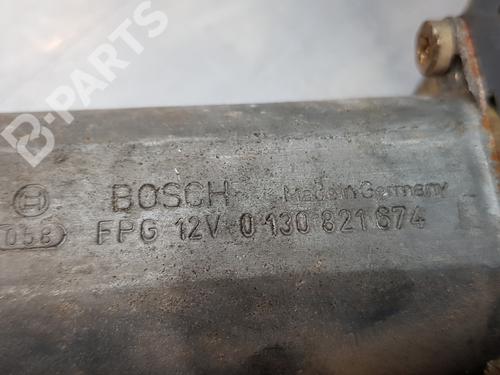 B-PARTS
BOSCH Made in Germany
058 FPG 12V 0 130 821 674